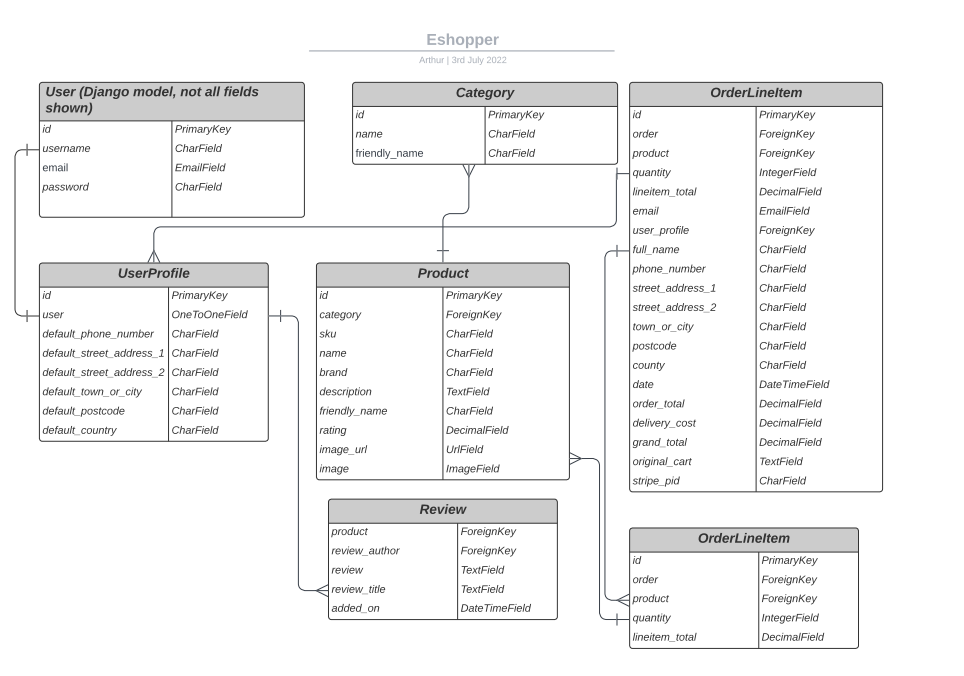 Eshopper
Arthur | 3rd July 2022
User (Django model, not all fields
shown)
id PrimaryKey
username CharField
email EmailField
password CharField
Category
id PrimaryKey
name CharField
friendly_name CharField
OrderLineItem
id PrimaryKey
order ForeignKey
product ForeignKey
quantity IntegerField
lineitem_total DecimalField
email EmailField
user_profile ForeignKey
full_name CharField
phone_number CharField
street_address_1 CharField
street_address_2 CharField
town_or_city CharField
postcode CharField
county CharField
date DateTimeField
order_total DecimalField
delivery_cost DecimalField
grand_total DecimalField
original_cart TextField
stripe_pid CharField
UserProfile
id PrimaryKey
user OneToOneField
default_phone_number CharField
default_street_address_1 CharField
default_street_address_2 CharField
default_town_or_city CharField
default_postcode CharField
default_country CharField
Product
id PrimaryKey
category ForeignKey
sku CharField
name CharField
brand CharField
description TextField
friendly_name CharField
rating DecimalField
image_url UrlField
image ImageField
Review
product ForeignKey
review_author ForeignKey
review TextField
review_title TextField
added_on DateTimeField
OrderLineItem
id PrimaryKey
order ForeignKey
product ForeignKey
quantity IntegerField
lineitem_total DecimalField